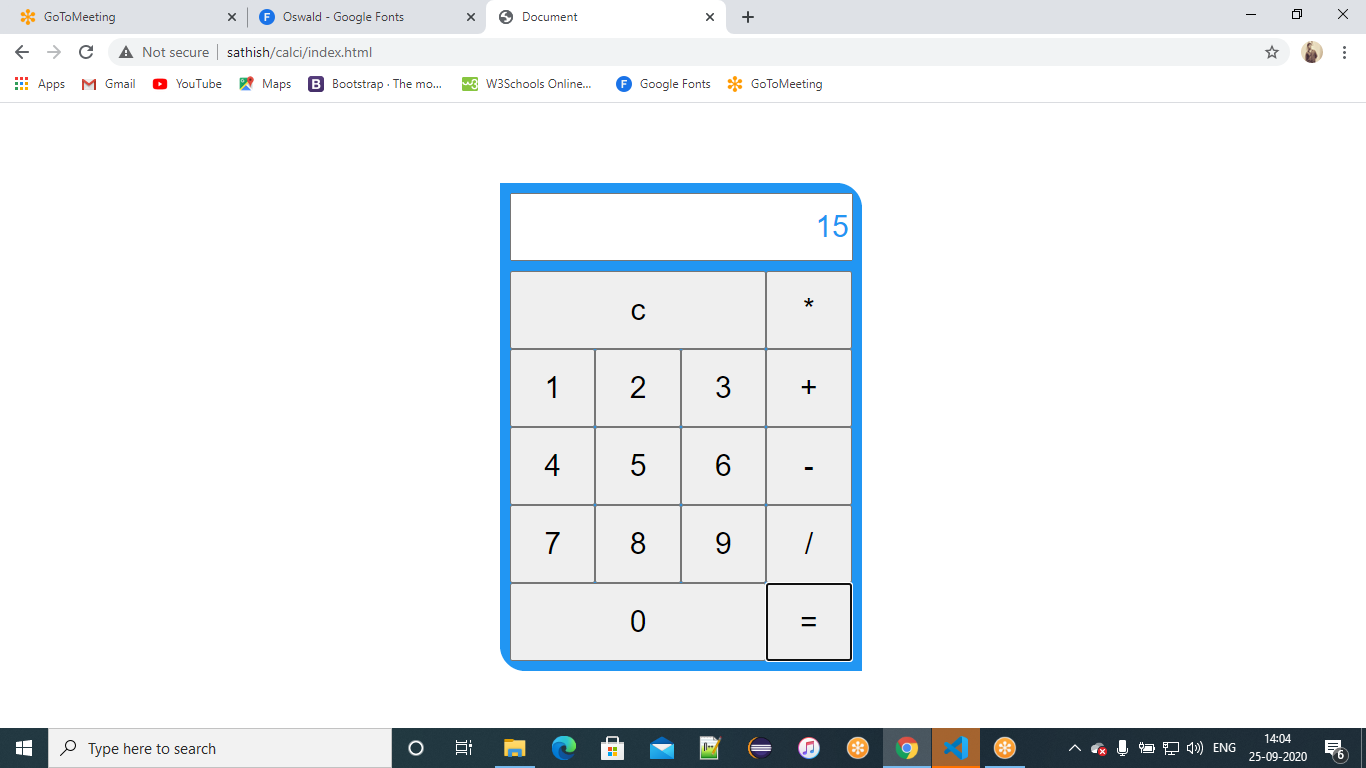 GoToMeeting
Oswald - Google Fonts
Document
Not secure
sathish/calci/index.html
Apps
Gmail
YouTube
Maps
Bootstrap · The mo...
W3Schools Online...
Google Fonts
GoToMeeting
15
c *
1 2 3 +
4 5 6 -
7 8 9 /
0 =
Type here to search
ENG
14:04
25-09-2020
6